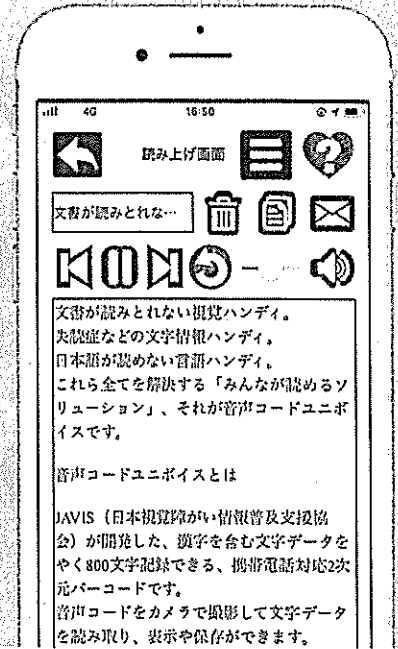 4G 16:50
読み上げ画面
文書が読みとれな…
文書が読みとれない視覚ハンディ。
失読症などの文字情報ハンディ。
日本語が読めない言語ハンディ。
これら全てを解決する「みんなが読めるソ
リューション」、それが音声コードユニボ
イスです。
音声コードユニボイスとは
JAVIS（日本視覚障がい情報普及支援協
会）が開発した、漢字を含む文字データを
やく800文字記録できる、携帯電話対応2次
元バーコードです。
音声コードをカメラで撮影して文字データ
を読み取り、表示や保存ができます。